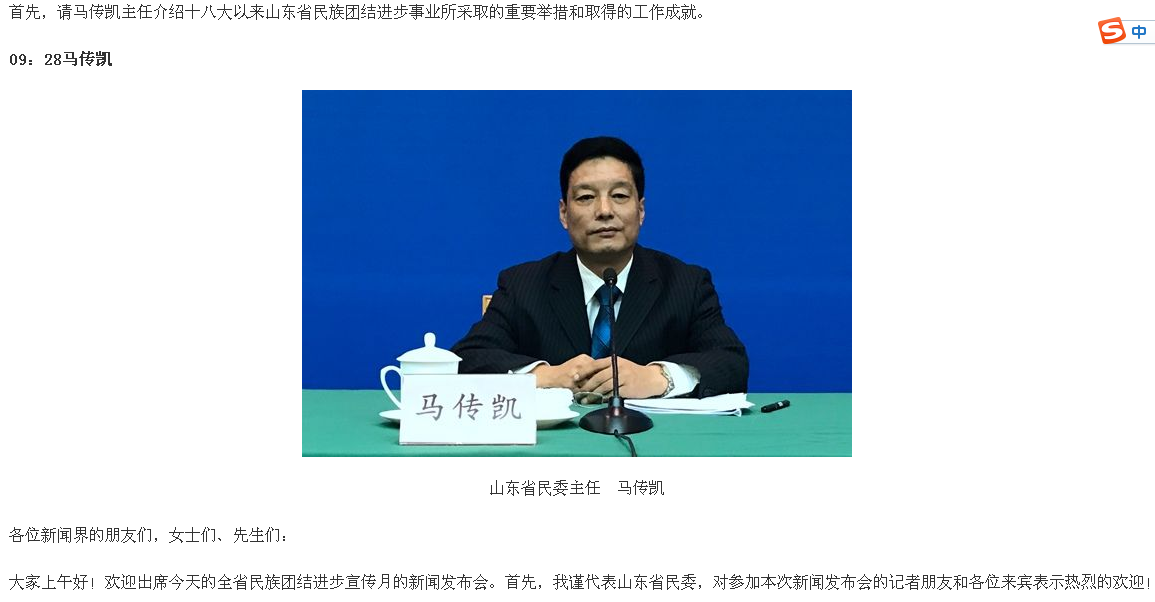 首先，请马传凯主任介绍十八大以来山东省民族团结进步事业所采取的重要举措和取得的工作成就。
S 中
09：28马传凯
马传凯
山东省民委主任　马传凯
各位新闻界的朋友们，女士们、先生们：
大家上午好！欢迎出席今天的全省民族团结进步宣传月的新闻发布会。首先，我谨代表山东省民委，对参加本次新闻发布会的记者朋友和各位来宾表示热烈的欢迎！